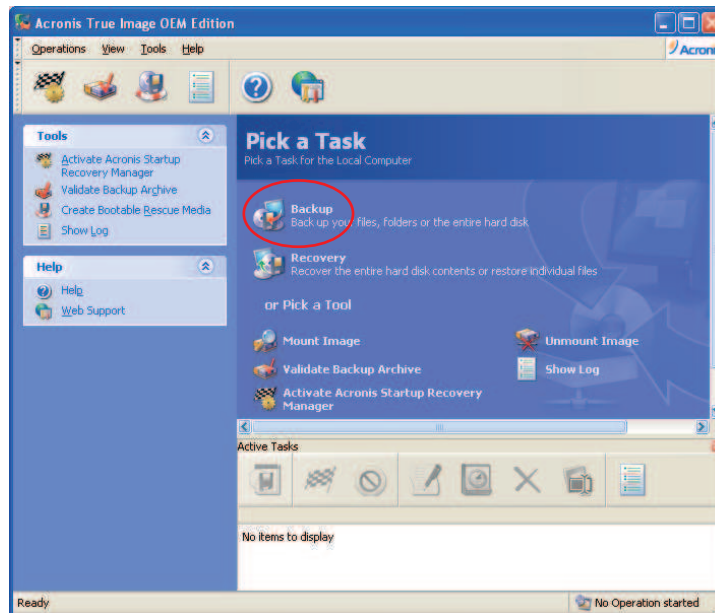 Acronis True Image OEM Edition
Operations View Tools Help
Acroni
Tools
Activate Acronis Startup
Recovery Manager
Validate Backup Archive
Create Bootable Rescue Media
Show Log
Help
Help
Web Support
Pick a Task
Pick a Task for the Local Computer
Backup
Back up your files, folders or the entire hard disk
Recovery
Recover the entire hard disk contents or restore individual files
or Pick a Tool
Mount Image
Unmount Image
Validate Backup Archive
Show Log
Activate Acronis Startup Recovery
Manager
Active Tasks
No items to display
Ready
No Operation started